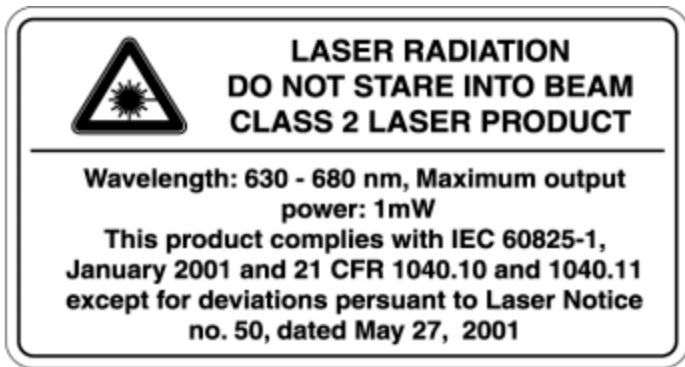 LASER RADIATION
DO NOT STARE INTO BEAM
CLASS 2 LASER PRODUCT
Wavelength: 630 - 680 nm, Maximum output
power: 1mW
This product complies with IEC 60825-1,
January 2001 and 21 CFR 1040.10 and 1040.11
except for deviations persuant to Laser Notice
no. 50, dated May 27, 2001